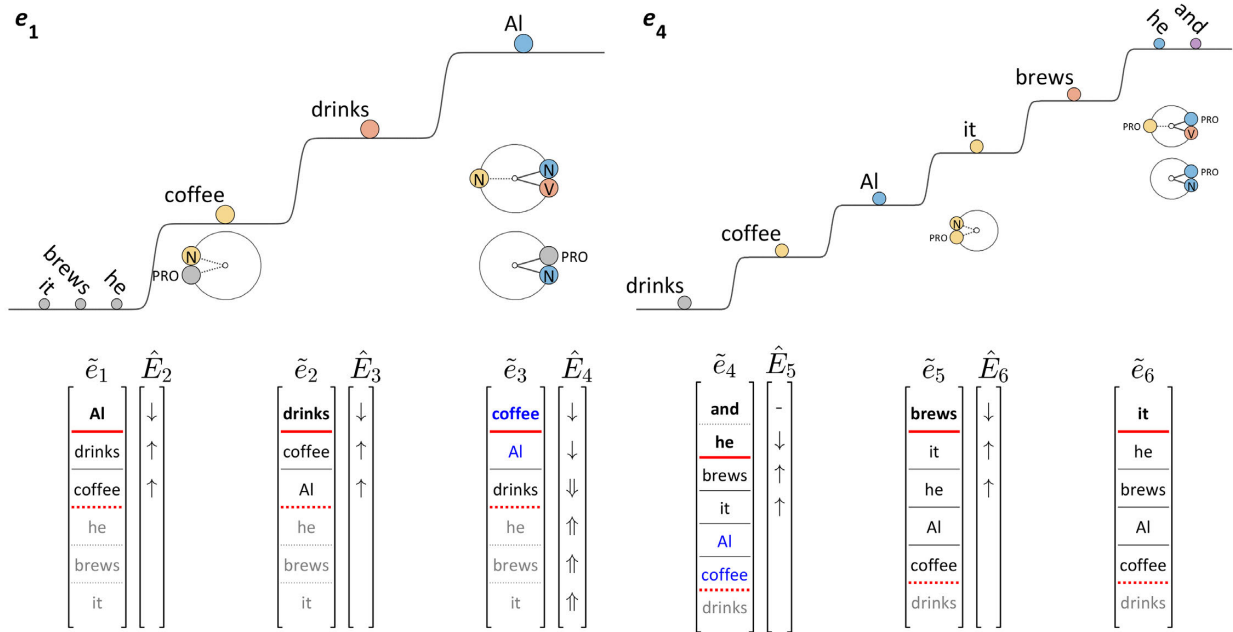 e1
Al
drinks
coffee
it
brews
he
N
V
N
N
PRO
PRO
N
e4
he
and
brews
it
Al
coffee
drinks
PRO
PRO
V
PRO
N
N
PRO
ẽ1 Ê2
Al ↓
drinks ↑
coffee ↑
he
brews
it
ẽ2 Ê3
drinks ↓
coffee ↑
Al ↑
he
brews
it
ẽ3 Ê4
coffee ↓
Al ↓
drinks ⇓
he ⇑
brews ⇑
it ⇑
ẽ4 Ê5
and -
he ↓
brews ↑
it ↑
Al
coffee
drinks
ẽ5 Ê6
brews ↓
it ↑
he ↑
Al
coffee
drinks
ẽ6
it
he
brews
Al
coffee
drinks